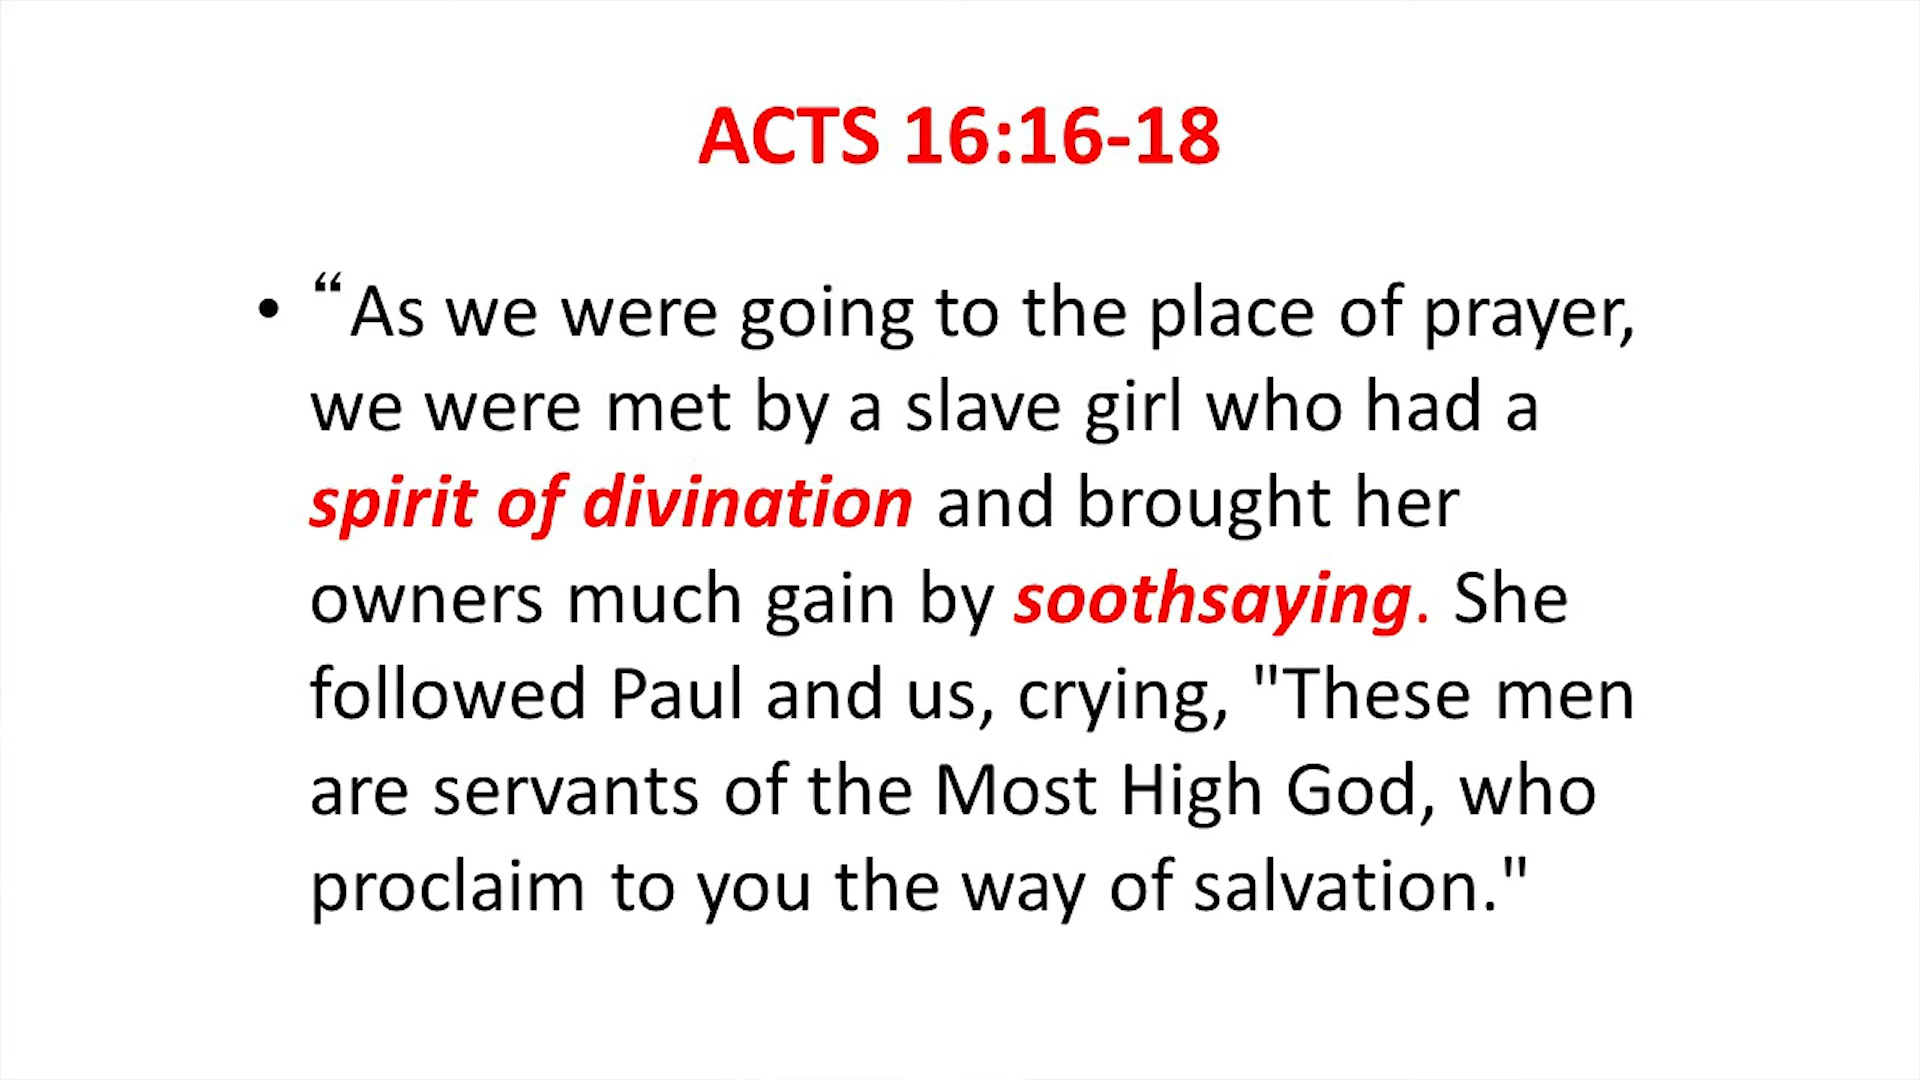 ACTS 16:16-18
• “As we were going to the place of prayer,
we were met by a slave girl who had a
spirit of divination and brought her
owners much gain by soothsaying. She
followed Paul and us, crying, "These men
are servants of the Most High God, who
proclaim to you the way of salvation."